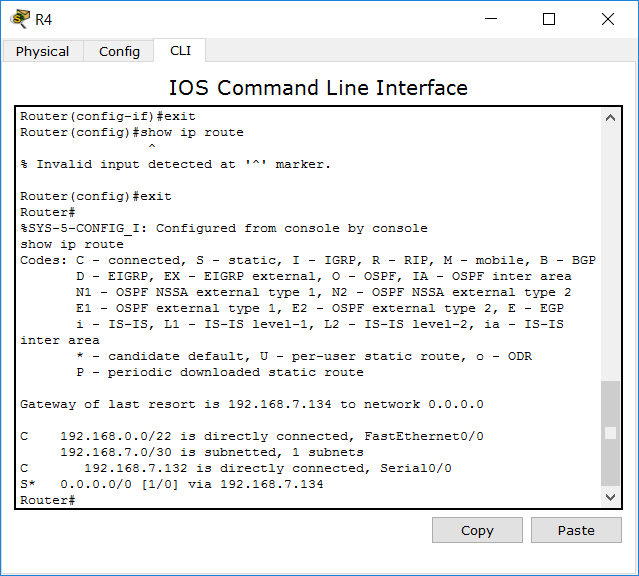 R4
Physical Config CLI
IOS Command Line Interface
Router(config-if)#exit
Router(config)#show ip route
^
% Invalid input detected at '^' marker.
Router(config)#exit
Router#
%SYS-5-CONFIG_I: Configured from console by console
show ip route
Codes: C - connected, S - static, I - IGRP, R - RIP, M - mobile, B - BGP
D - EIGRP, EX - EIGRP external, O - OSPF, IA - OSPF inter area
N1 - OSPF NSSA external type 1, N2 - OSPF NSSA external type 2
E1 - OSPF external type 1, E2 - OSPF external type 2, E - EGP
i - IS-IS, L1 - IS-IS level-1, L2 - IS-IS level-2, ia - IS-IS
inter area
* - candidate default, U - per-user static route, o - ODR
P - periodic downloaded static route
Gateway of last resort is 192.168.7.134 to network 0.0.0.0
C 192.168.0.0/22 is directly connected, FastEthernet0/0
192.168.7.0/30 is subnetted, 1 subnets
C 192.168.7.132 is directly connected, Serial0/0
S* 0.0.0.0/0 [1/0] via 192.168.7.134
Router#
Copy Paste